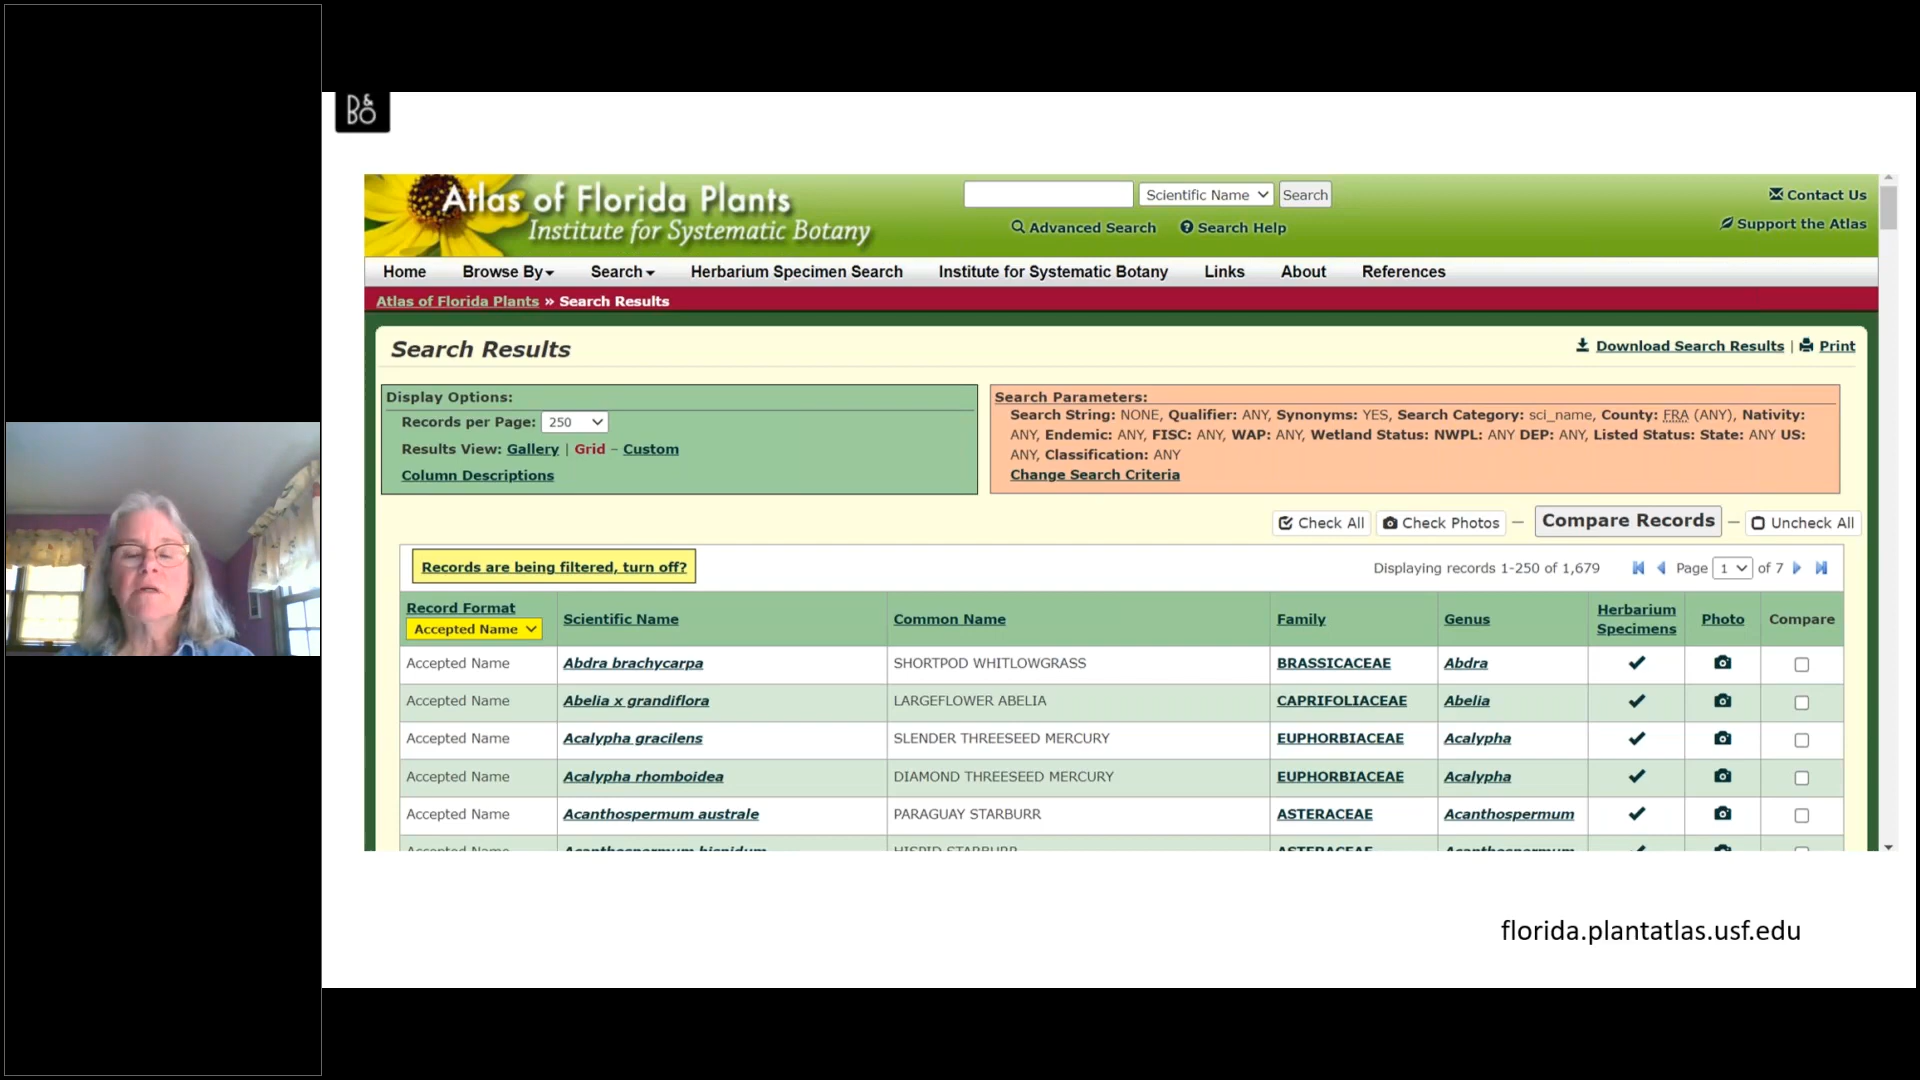 B&O
Atlas of Florida Plants
Institute for Systematic Botany
Scientific Name Search
Advanced Search Search Help
Contact Us
Support the Atlas
Home Browse By Search Herbarium Specimen Search Institute for Systematic Botany Links About References
Atlas of Florida Plants » Search Results
Search Results
Download Search Results | Print
Display Options:
Records per Page: 250
Results View: Gallery | Grid – Custom
Column Descriptions
Search Parameters:
Search String: NONE, Qualifier: ANY, Synonyms: YES, Search Category: sci_name, County: FRA (ANY), Nativity:
ANY, Endemic: ANY, FISC: ANY, WAP: ANY, Wetland Status: NWPL: ANY DEP: ANY, Listed Status: State: ANY US:
ANY, Classification: ANY
Change Search Criteria
Check All Check Photos — Compare Records — Uncheck All
Records are being filtered, turn off?
Displaying records 1-250 of 1,679 Page 1 of 7
Record Format Accepted Name Scientific Name Common Name Family Genus Herbarium Specimens Photo Compare
Accepted Name Abdra brachycarpa SHORTPOD WHITLOWGRASS BRASSICACEAE Abdra
Accepted Name Abelia x grandiflora LARGEFLOWER ABELIA CAPRIFOLIACEAE Abelia
Accepted Name Acalypha gracilens SLENDER THREESEED MERCURY EUPHORBIACEAE Acalypha
Accepted Name Acalypha rhomboidea DIAMOND THREESEED MERCURY EUPHORBIACEAE Acalypha
Accepted Name Acanthospermum australe PARAGUAY STARBURR ASTERACEAE Acanthospermum
Accepted Name Acanthospermum hispidum HISPID STARBURR ASTERACEAE Acanthospermum
florida.plantatlas.usf.edu